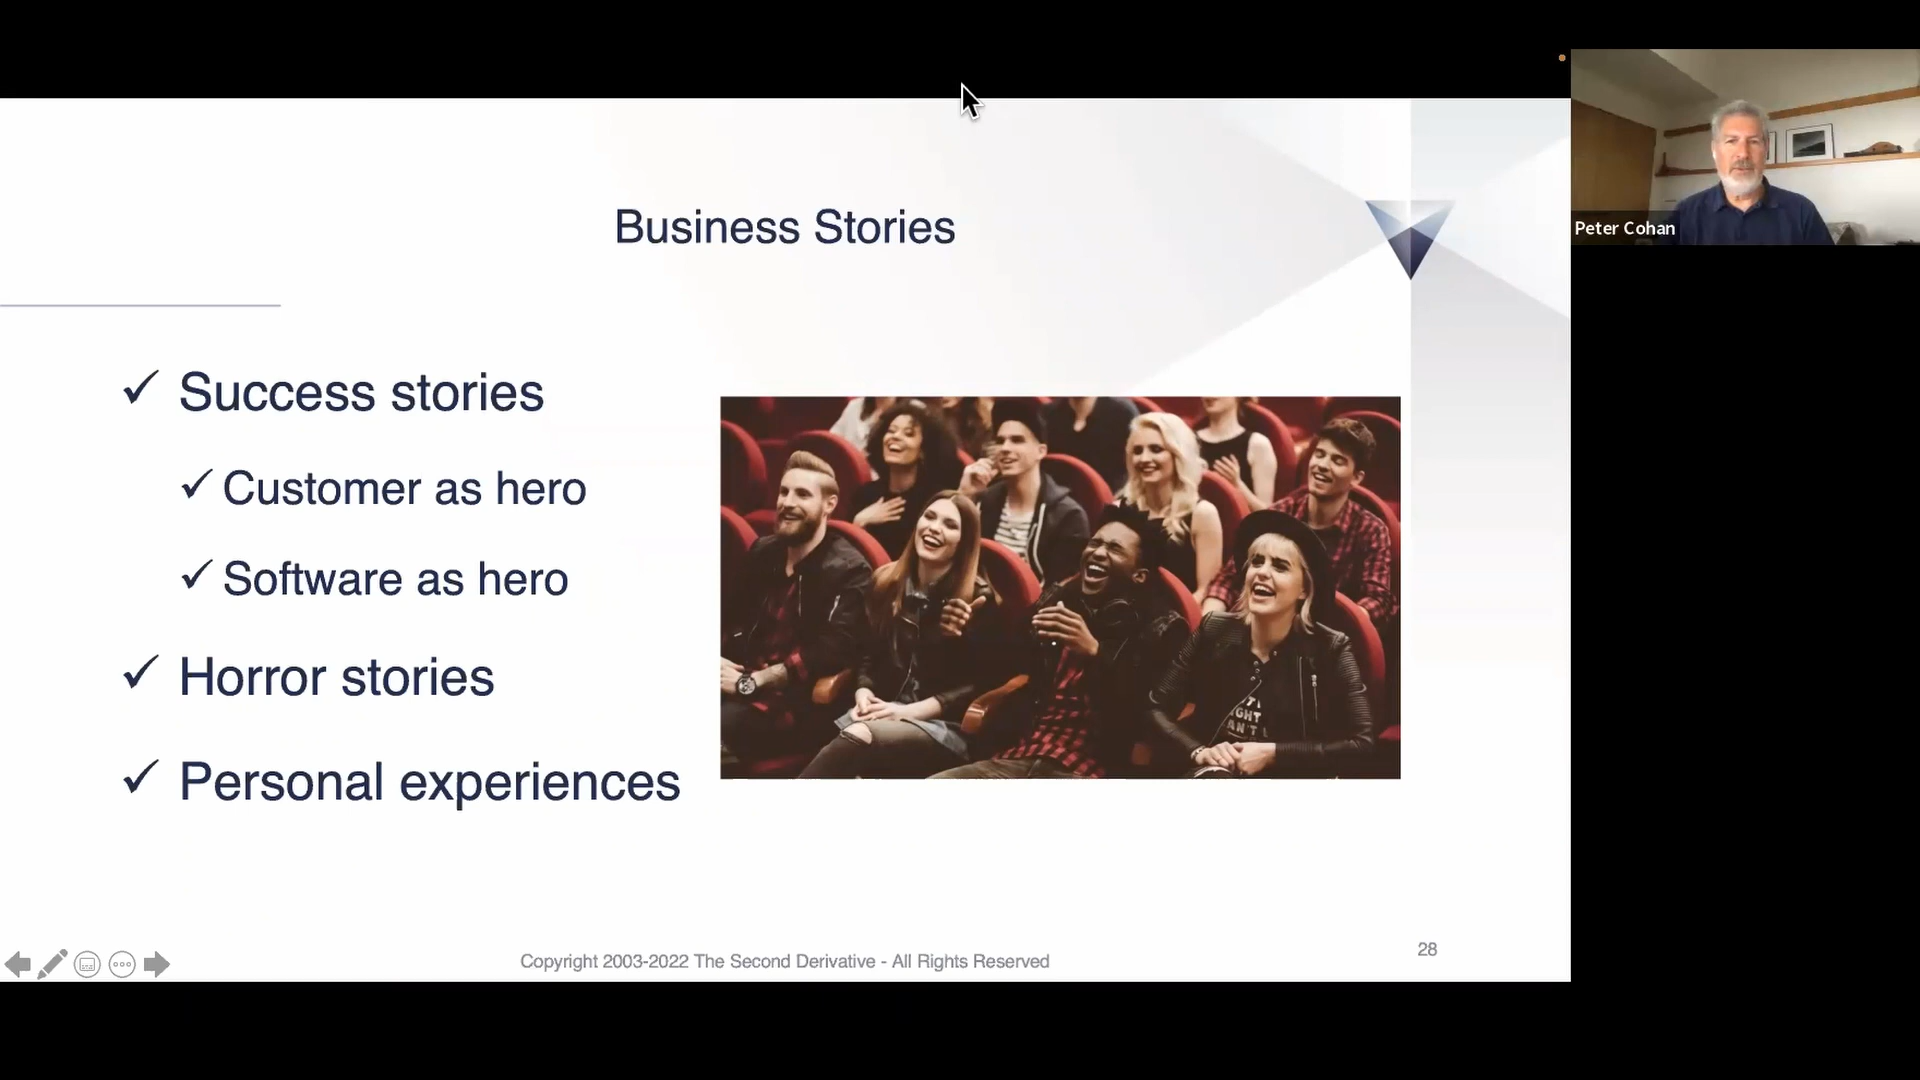 Business Stories
Peter Cohan
✓ Success stories
✓ Customer as hero
✓ Software as hero
✓ Horror stories
✓ Personal experiences
Copyright 2003-2022 The Second Derivative - All Rights Reserved
28